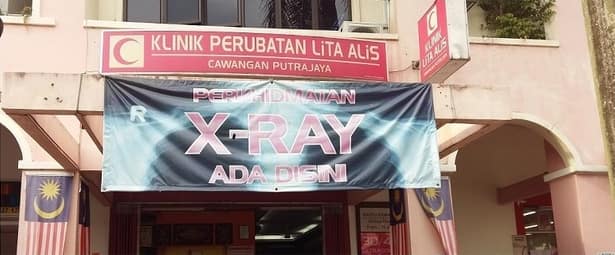 KLINIK PERUBATAN LiTA ALiS
CAWANGAN PUTRAJAYA
KLINIK
LiTA ALiS
R
PERKHIDMATAN
X-RAY
ADA DISINI